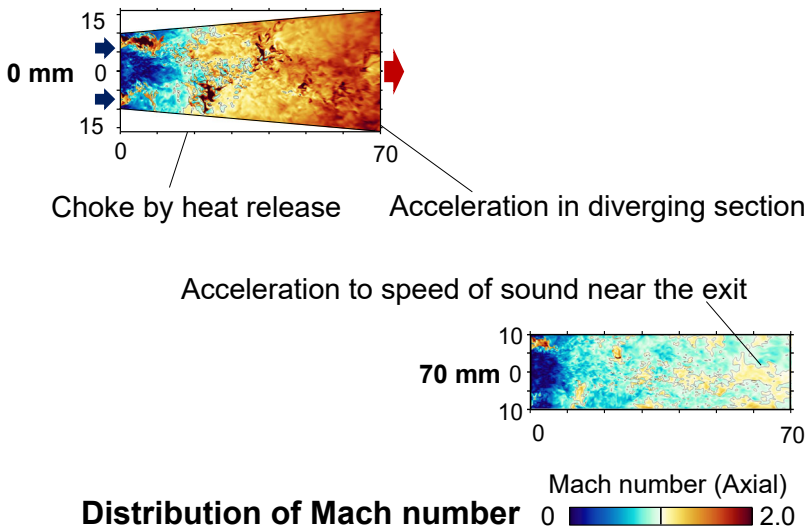 15
0 mm 0
15
0 70
Choke by heat release Acceleration in diverging section
Acceleration to speed of sound near the exit
10
70 mm 0
10
0 70
Mach number (Axial)
Distribution of Mach number 0 2.0